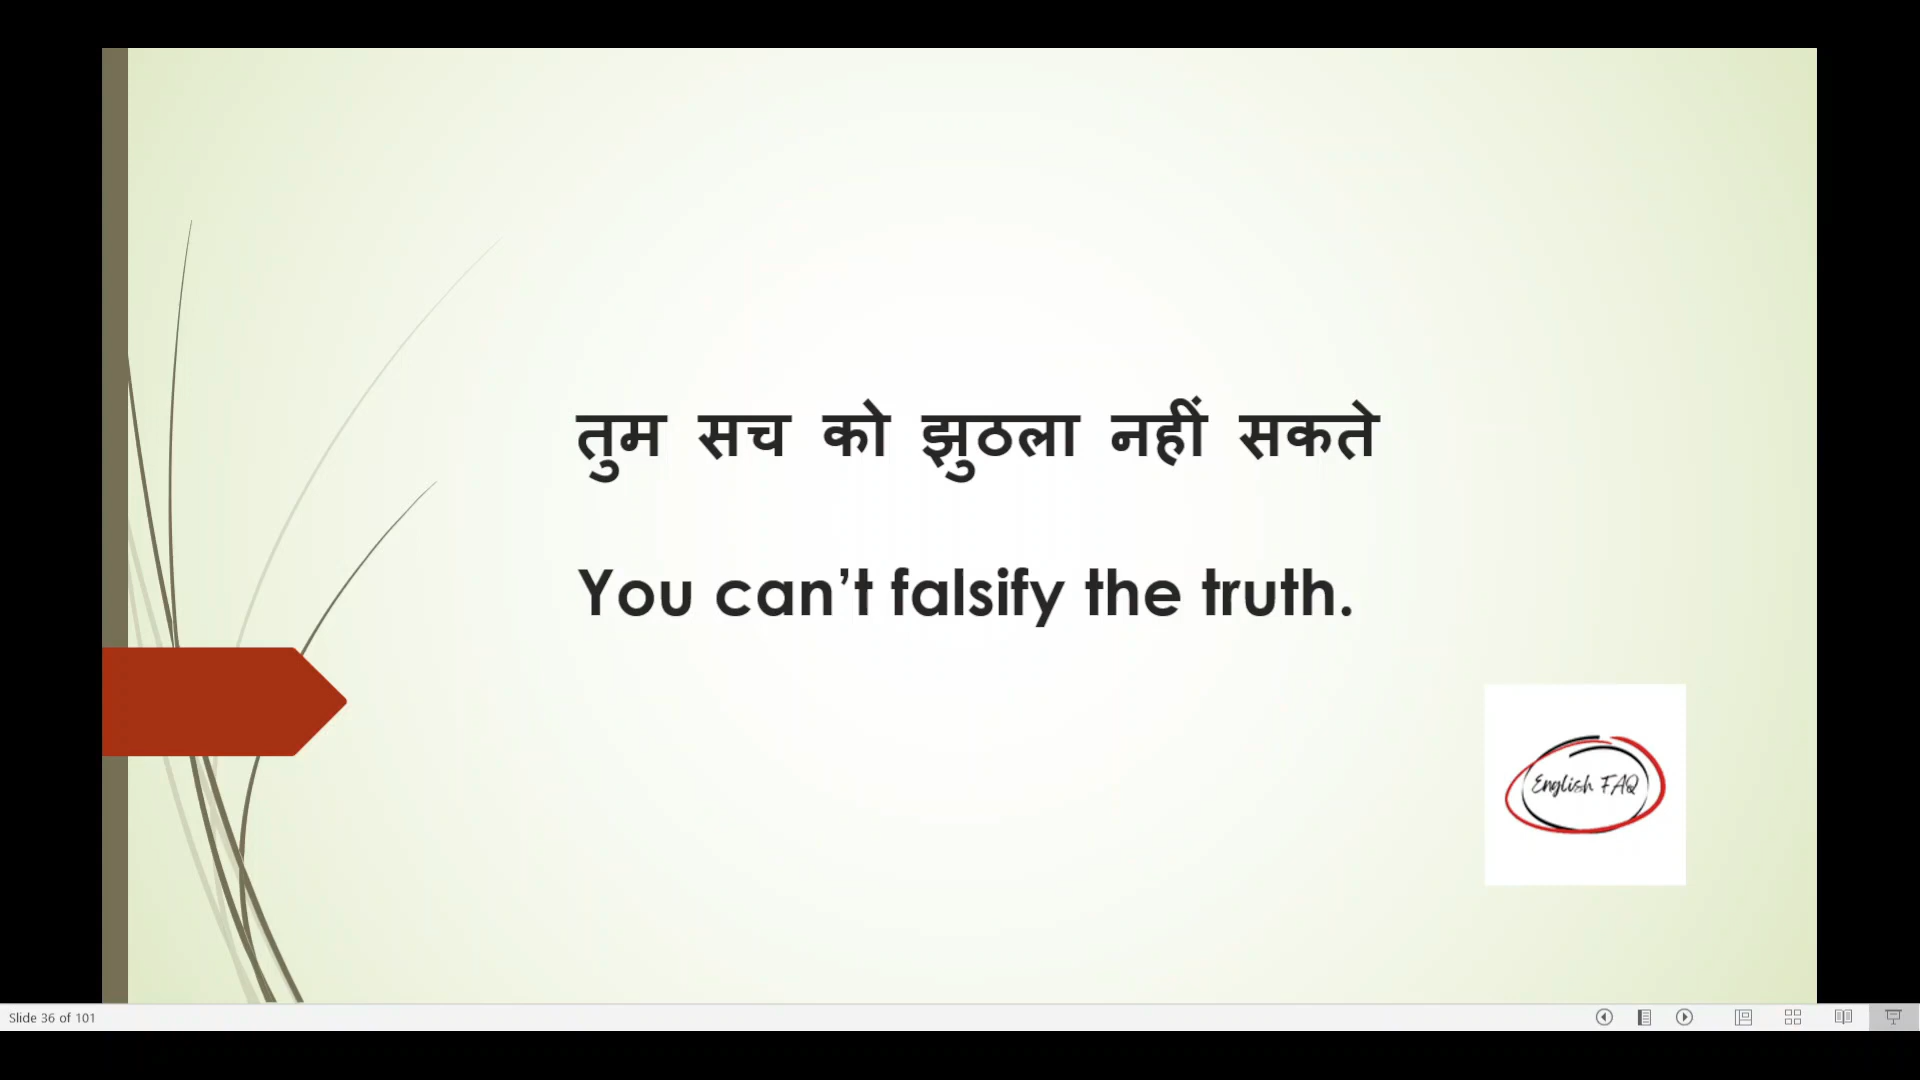 तुम सच को झुठला नहीं सकते
You can’t falsify the truth.
English FAQ
Slide 36 of 101